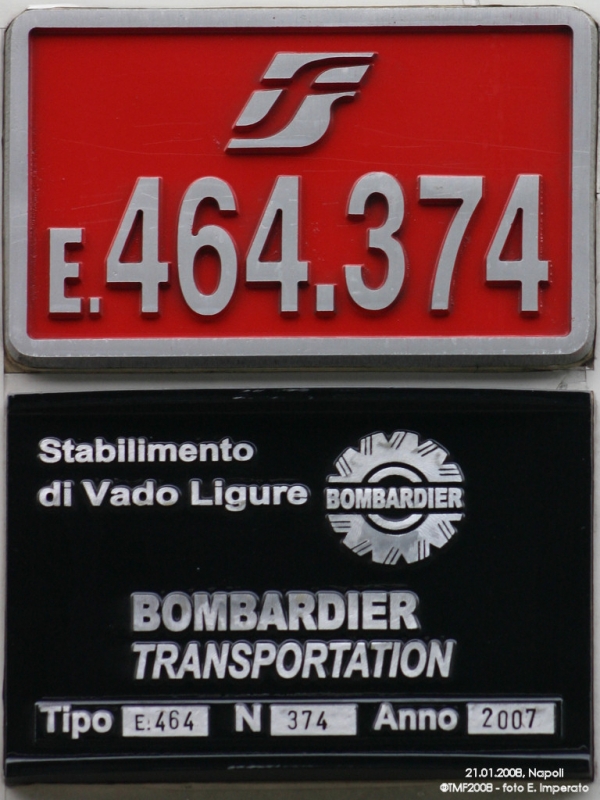 E.464.374
Stabilimento
di Vado Ligure
BOMBARDIER
BOMBARDIER
TRANSPORTATION
Tipo E.464 N 374 Anno 2007
21.01.2008, Napoli
©TMF2008 - foto E. Imperato